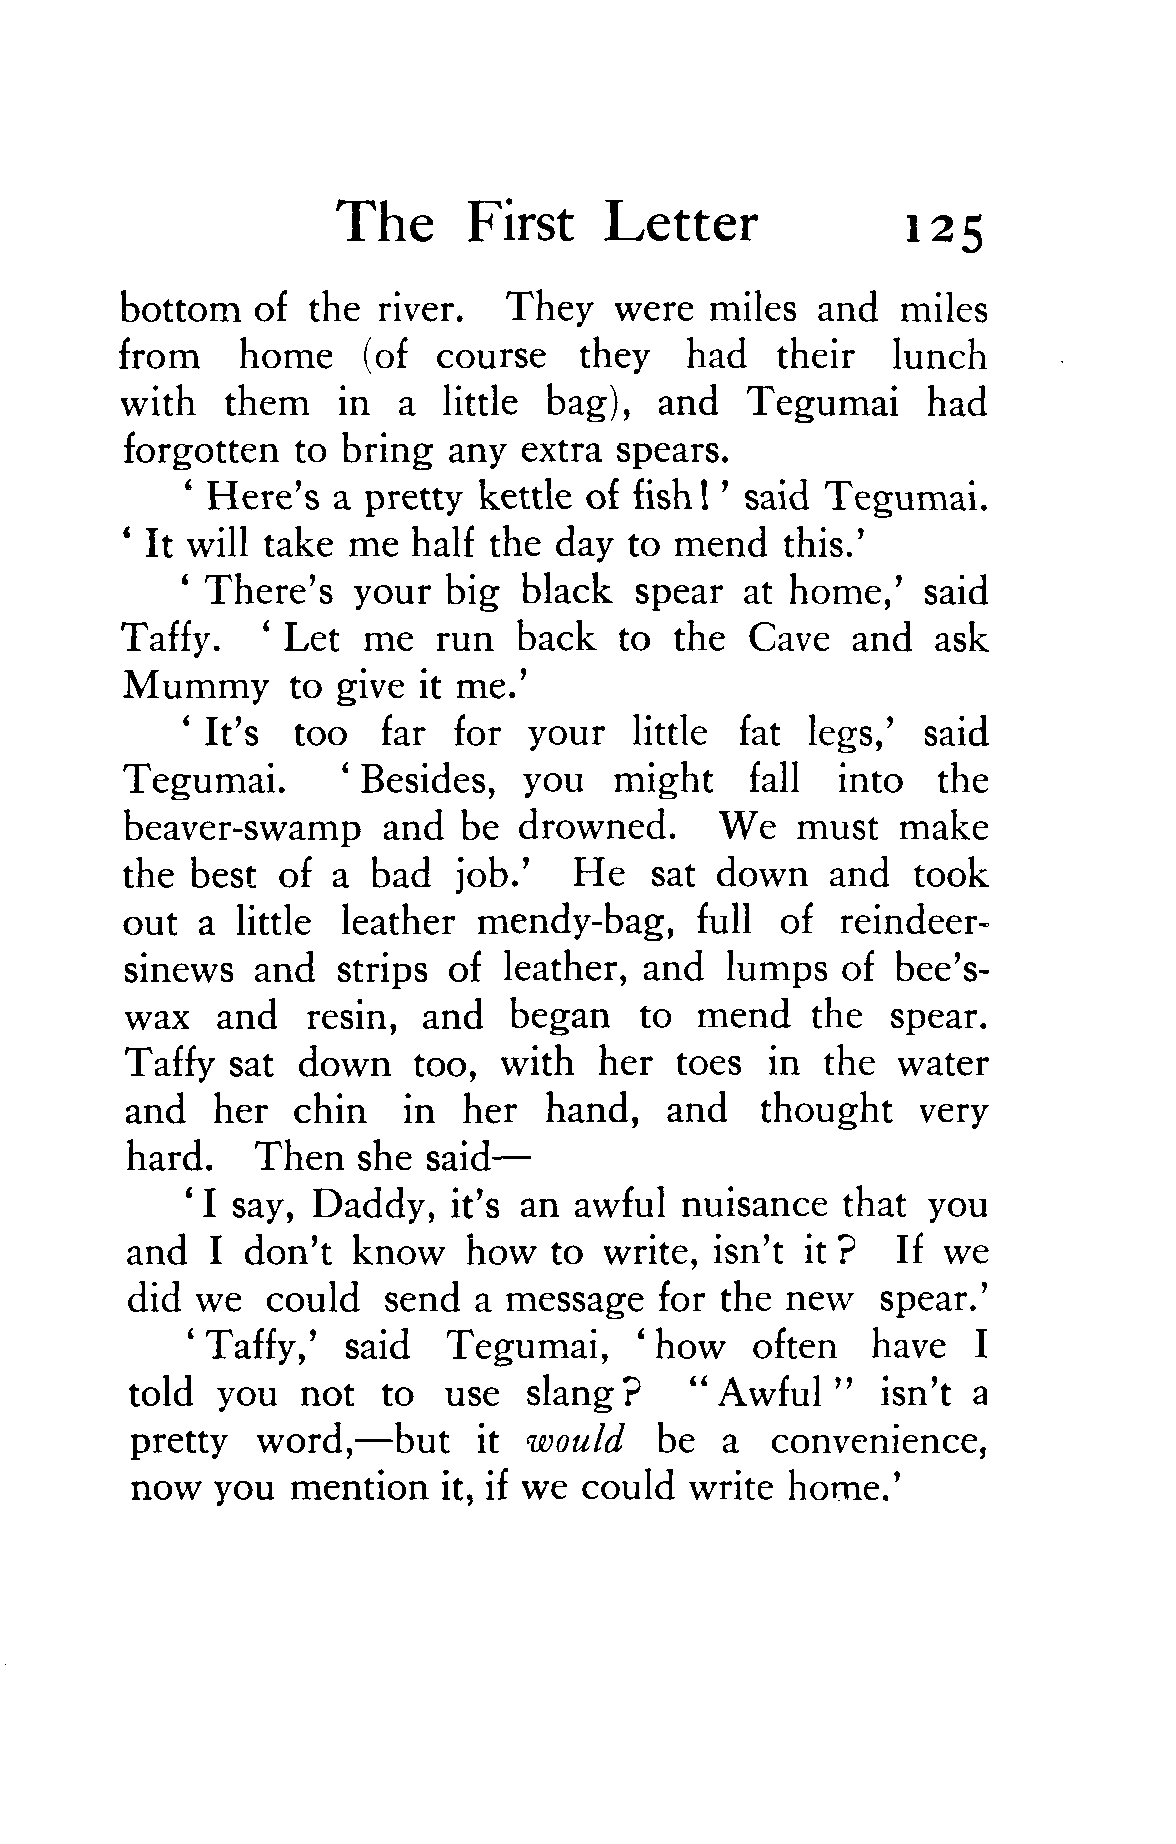 The First Letter 125
bottom of the river. They were miles and miles
from home (of course they had their lunch
with them in a little bag), and Tegumai had
forgotten to bring any extra spears.
‘ Here’s a pretty kettle of fish! ’ said Tegumai.
‘ It will take me half the day to mend this.’
‘ There’s your big black spear at home,’ said
Taffy. ‘ Let me run back to the Cave and ask
Mummy to give it me.’
‘ It’s too far for your little fat legs,’ said
Tegumai. ‘ Besides, you might fall into the
beaver-swamp and be drowned. We must make
the best of a bad job.’ He sat down and took
out a little leather mendy-bag, full of reindeer-
sinews and strips of leather, and lumps of bee’s-
wax and resin, and began to mend the spear.
Taffy sat down too, with her toes in the water
and her chin in her hand, and thought very
hard. Then she said—
‘ I say, Daddy, it’s an awful nuisance that you
and I don’t know how to write, isn’t it ? If we
did we could send a message for the new spear.’
‘ Taffy,’ said Tegumai, ‘ how often have I
told you not to use slang ? “ Awful ” isn’t a
pretty word,—but it would be a convenience,
now you mention it, if we could write home.’